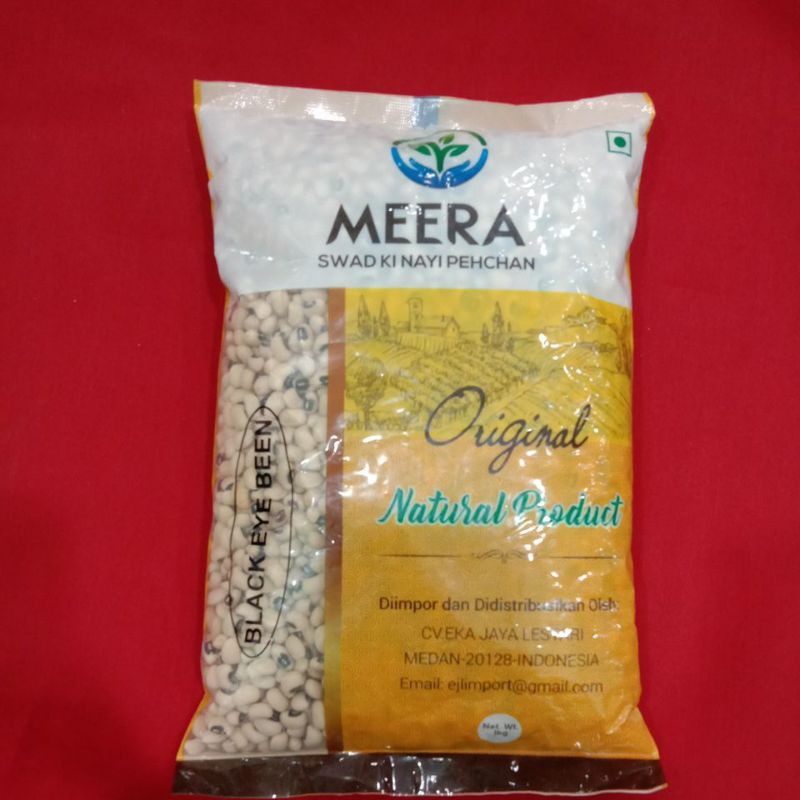 MEERA
SWAD KI NAYI PEHCHAN
Original
Natural Product
BLACK EYE BEEN
Diimpor dan Didistribusikan Oleh:
CV.EKA JAYA LESTARI
MEDAN-20128-INDONESIA
Email: ejlimport@gmail.com
Net. Wt
1kg